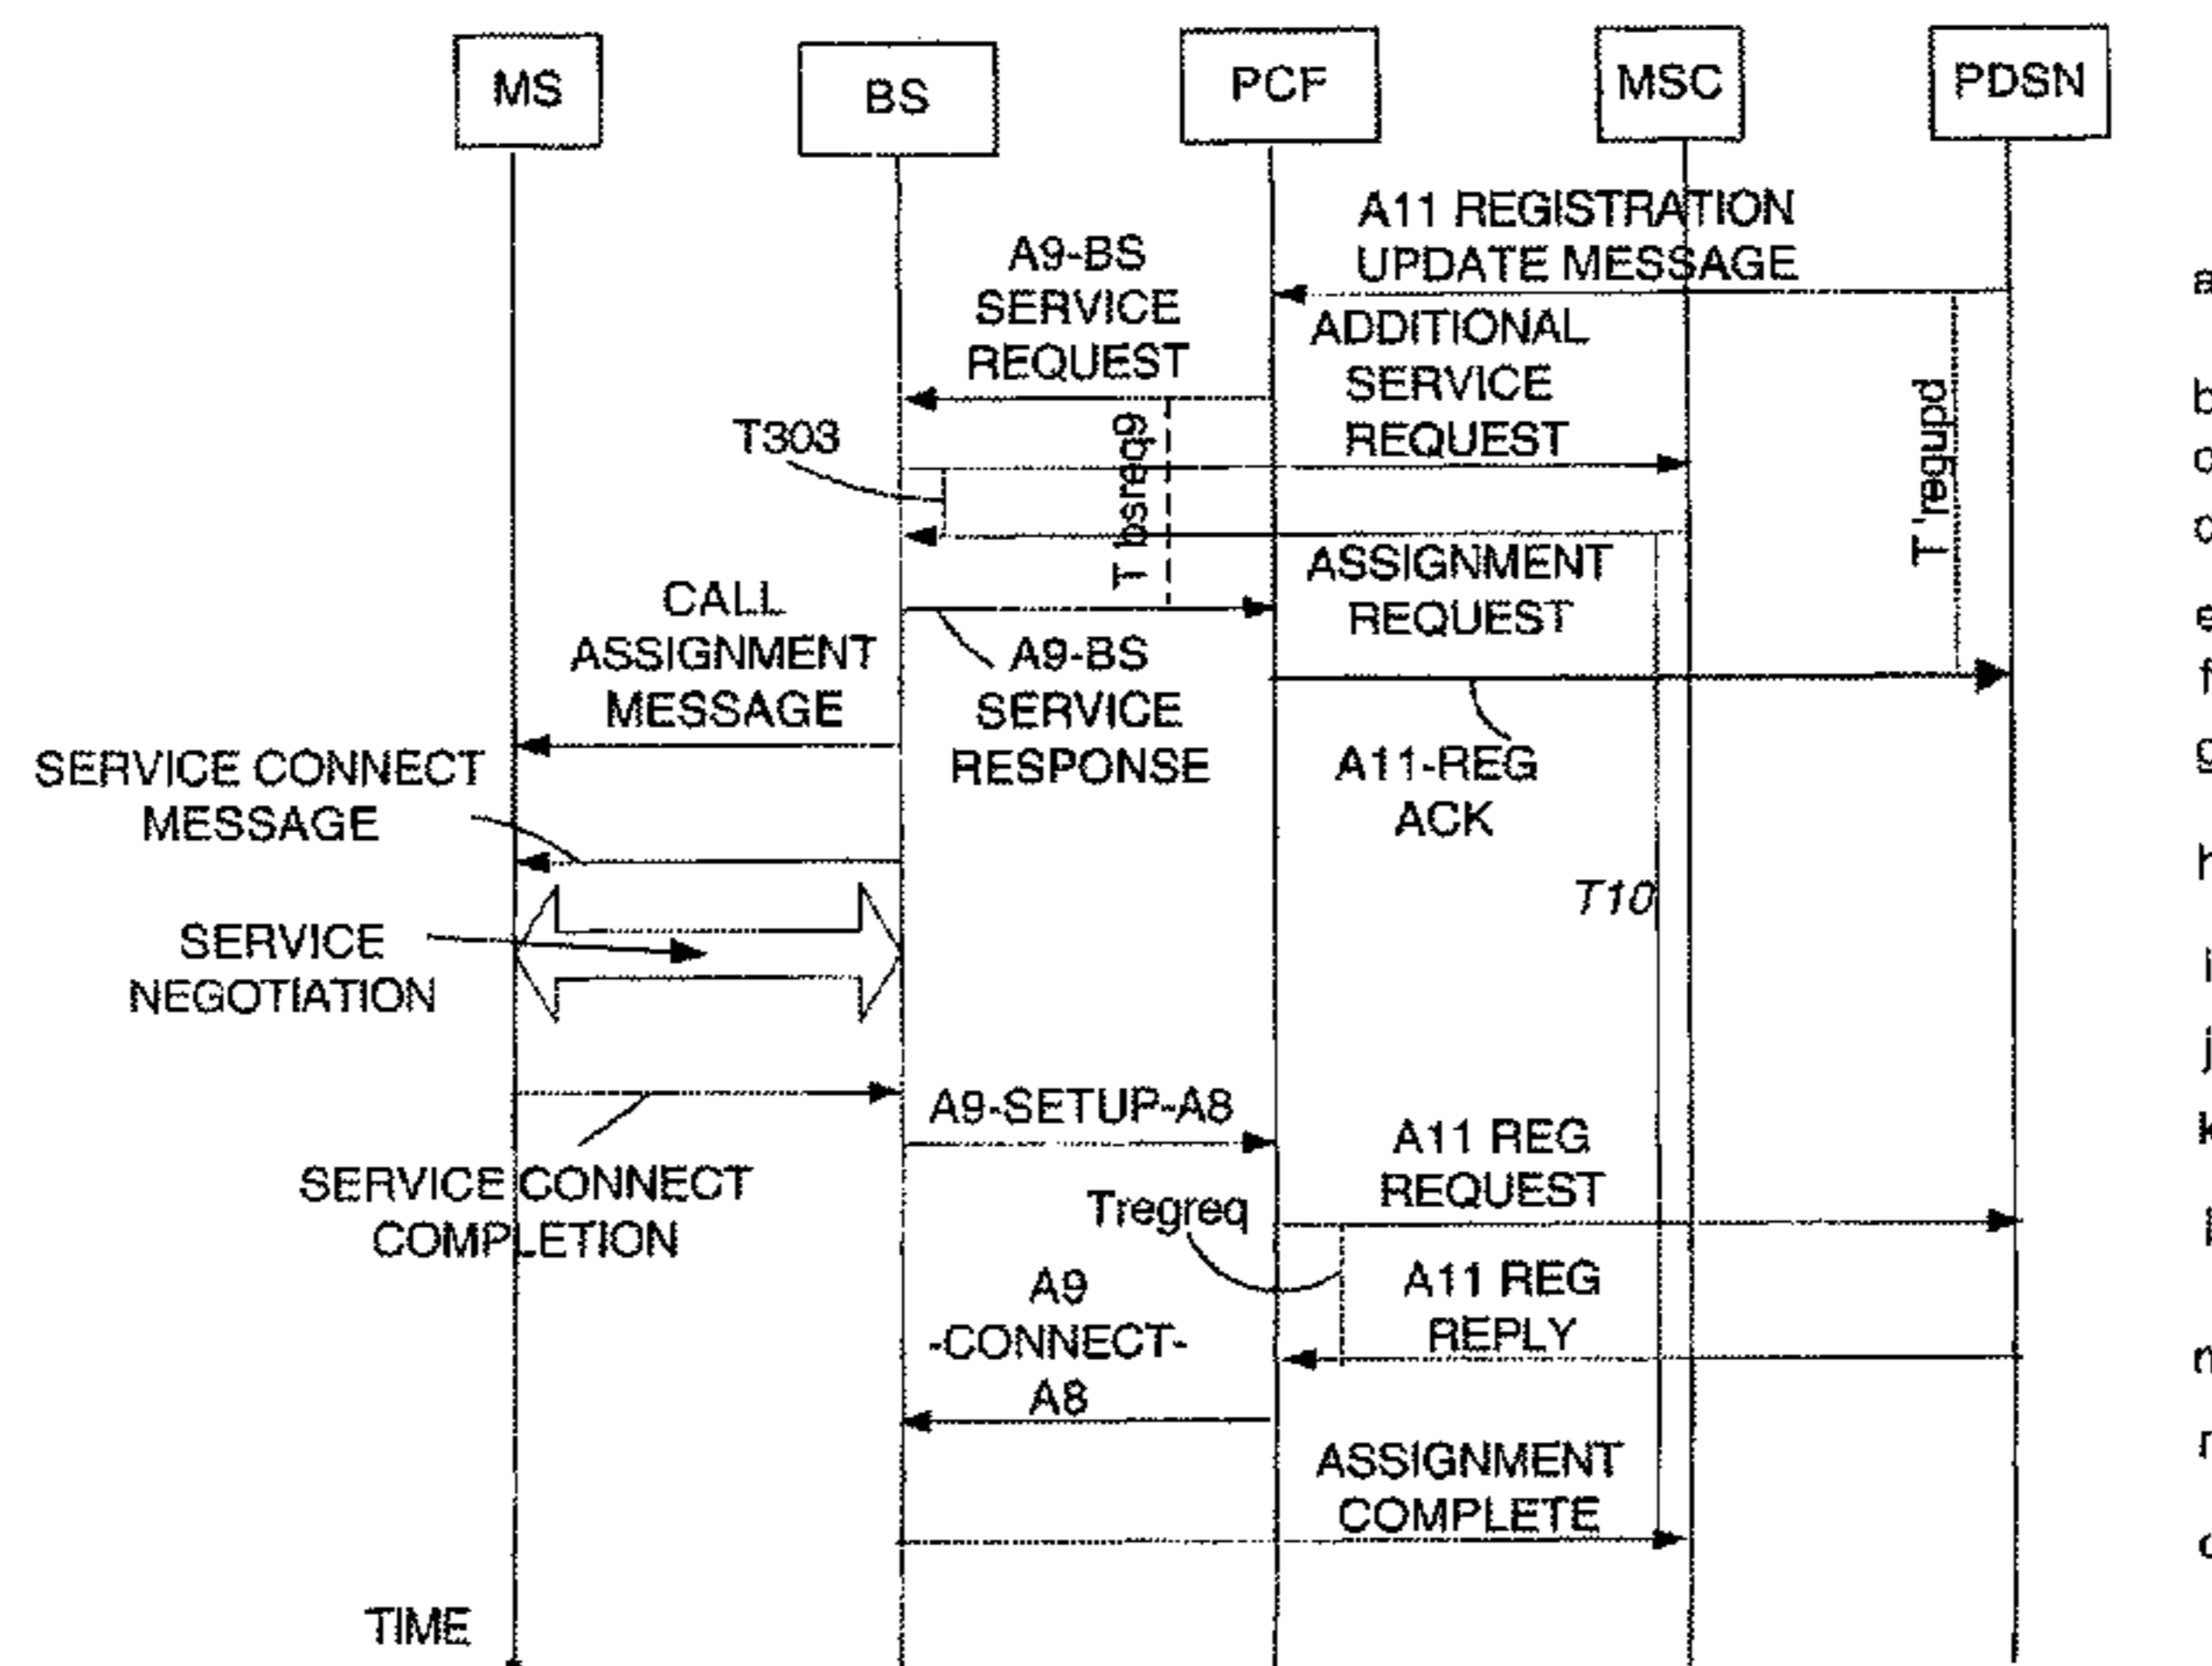 MS
BS
PCF
MSC
PDSN
A11 REGISTRATION
UPDATE MESSAGE
a
A9-BS
SERVICE
REQUEST
ADDITIONAL
SERVICE
REQUEST
b
T303
T bsreq9
T'regupd
c
ASSIGNMENT
REQUEST
CALL
ASSIGNMENT
MESSAGE
A9-BS
SERVICE
RESPONSE
e
f
A11-REG
ACK
g
SERVICE CONNECT
MESSAGE
h
T10
SERVICE
NEGOTIATION
i
j
A9-SETUP-A8
k
SERVICE CONNECT
COMPLETION
A11 REG
REQUEST
Tregreq
A11 REG
REPLY
A9
-CONNECT-
A8
ASSIGNMENT
COMPLETE
TIME